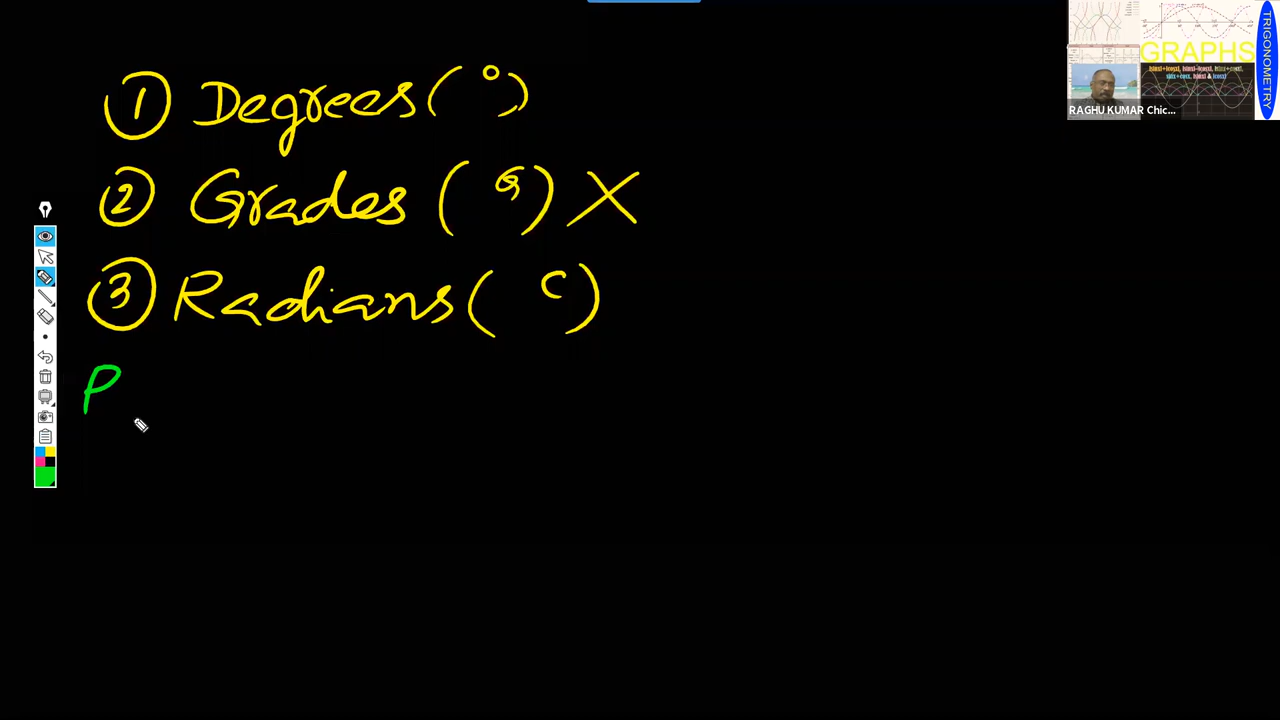 ① Degrees ( ° )
② Grades ( g ) X
③ Radians ( c )
P
GRAPHS
TRIGONOMETRY
RAGHU KUMAR Chic...